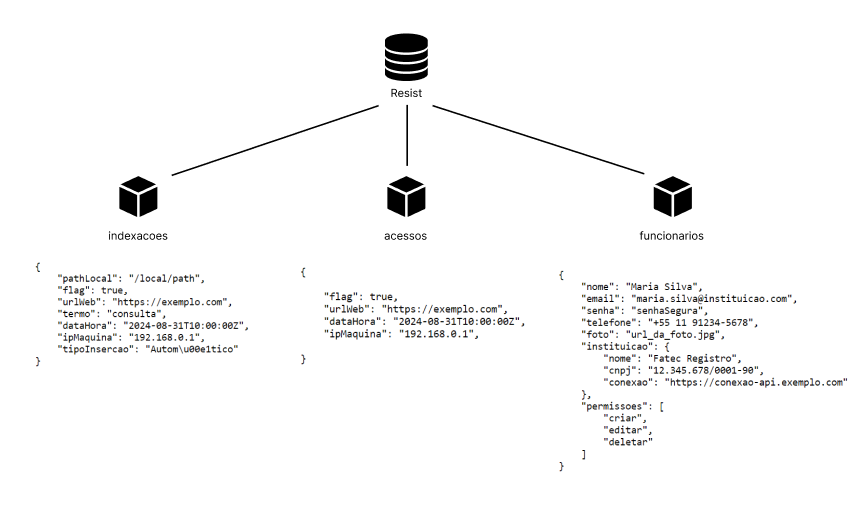 Resist
indexacoes
{
"pathLocal": "/local/path",
"flag": true,
"urlWeb": "https://exemplo.com",
"termo": "consulta",
"dataHora": "2024-08-31T10:00:00Z",
"ipMaquina": "192.168.0.1",
"tipoInsercao": "Autom\u00e1tico"
}
acessos
{
"flag": true,
"urlWeb": "https://exemplo.com",
"dataHora": "2024-08-31T10:00:00Z",
"ipMaquina": "192.168.0.1",
}
funcionarios
{
"nome": "Maria Silva",
"email": "maria.silva@instituicao.com",
"senha": "senhaSegura",
"telefone": "+55 11 91234-5678",
"foto": "url_da_foto.jpg",
"instituicao": {
"nome": "Fatec Registro",
"cnpj": "12.345.678/0001-90",
"conexao": "https://conexao-api.exemplo.com"
},
"permissoes": [
"criar",
"editar",
"deletar"
]
}